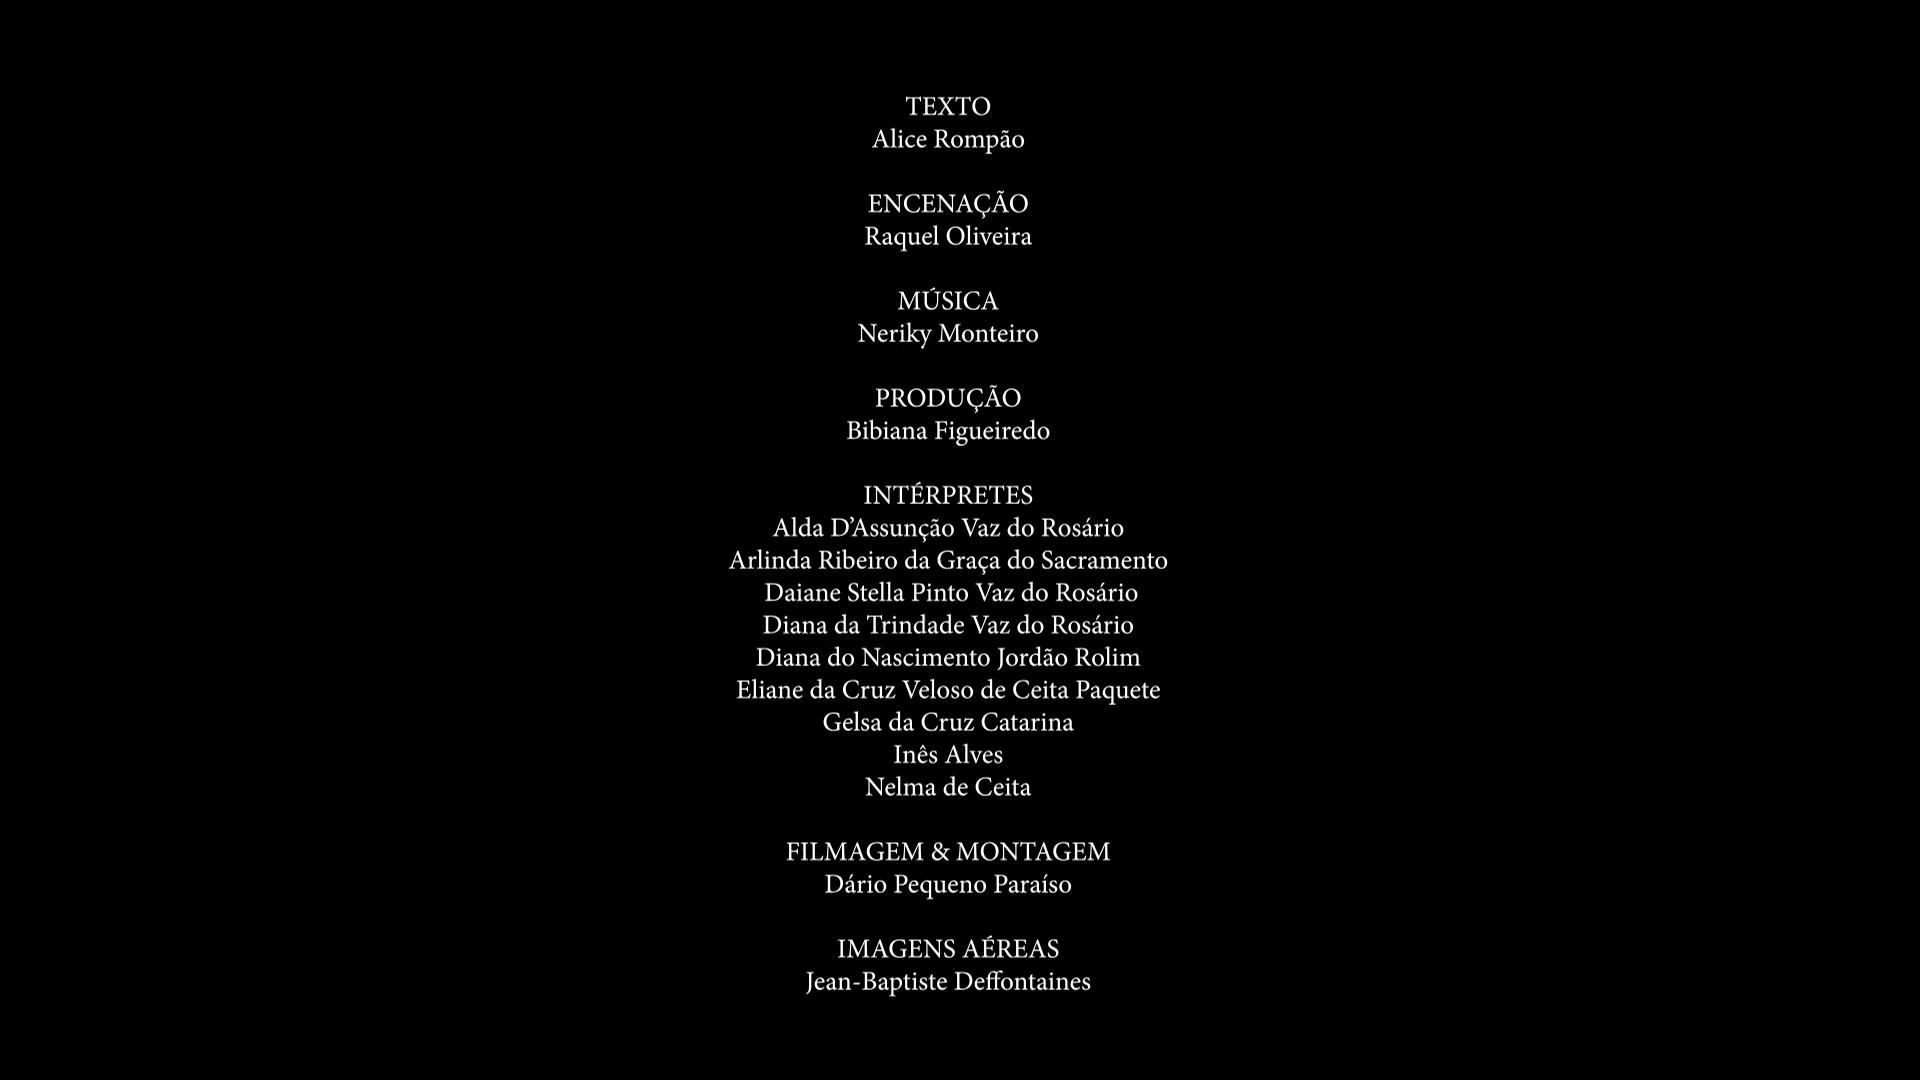 TEXTO
Alice Rompão
ENCENAÇÃO
Raquel Oliveira
MÚSICA
Neriky Monteiro
PRODUÇÃO
Bibiana Figueiredo
INTÉRPRETES
Alda D’Assunção Vaz do Rosário
Arlinda Ribeiro da Graça do Sacramento
Daiane Stella Pinto Vaz do Rosário
Diana da Trindade Vaz do Rosário
Diana do Nascimento Jordão Rolim
Eliane da Cruz Veloso de Ceita Paquete
Gelsa da Cruz Catarina
Inês Alves
Nelma de Ceita
FILMAGEM & MONTAGEM
Dário Pequeno Paraíso
IMAGENS AÉREAS
Jean-Baptiste Deffontaines